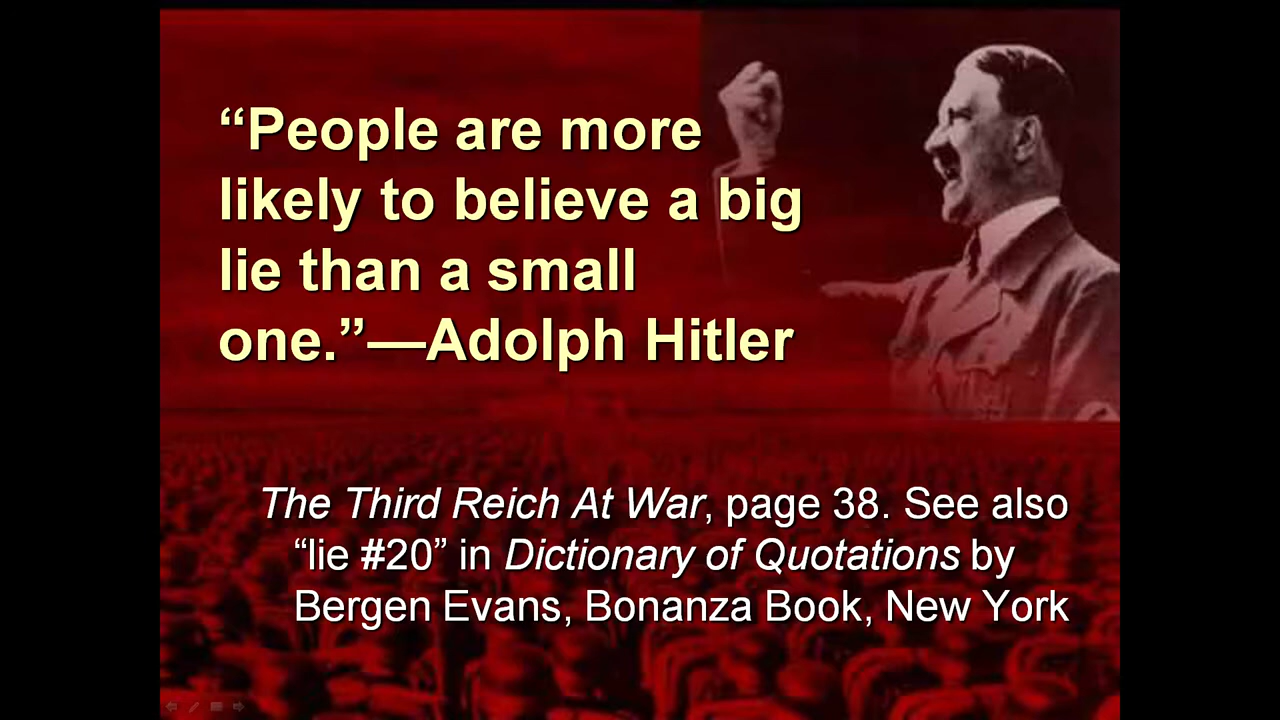 “People are more
likely to believe a big
lie than a small
one.”—Adolph Hitler
The Third Reich At War, page 38. See also
“lie #20” in Dictionary of Quotations by
Bergen Evans, Bonanza Book, New York